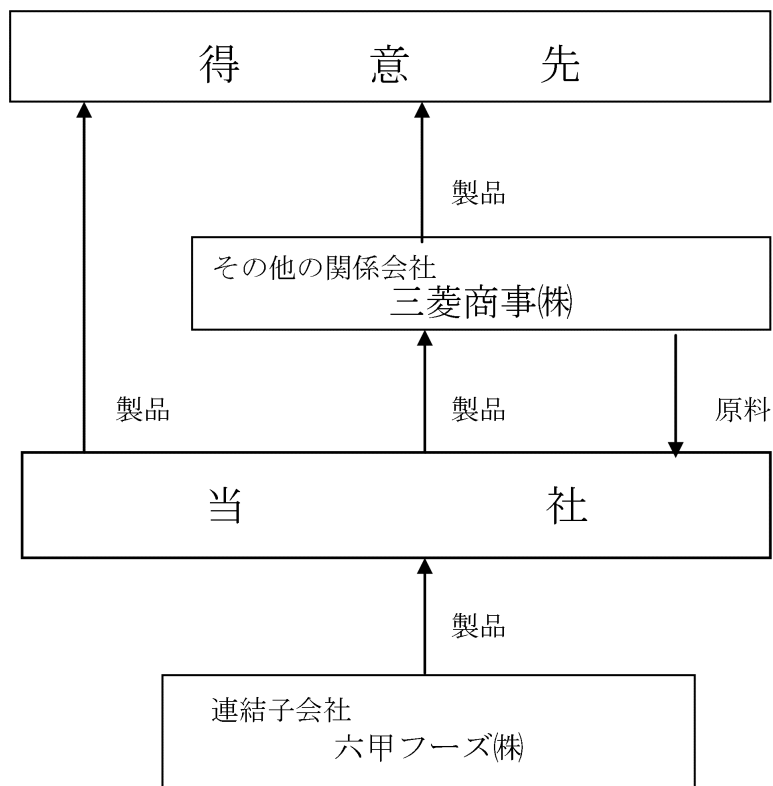 得意先
製品
その他の関係会社
三菱商事㈱
製品
製品
原料
当社
製品
連結子会社
六甲フーズ㈱